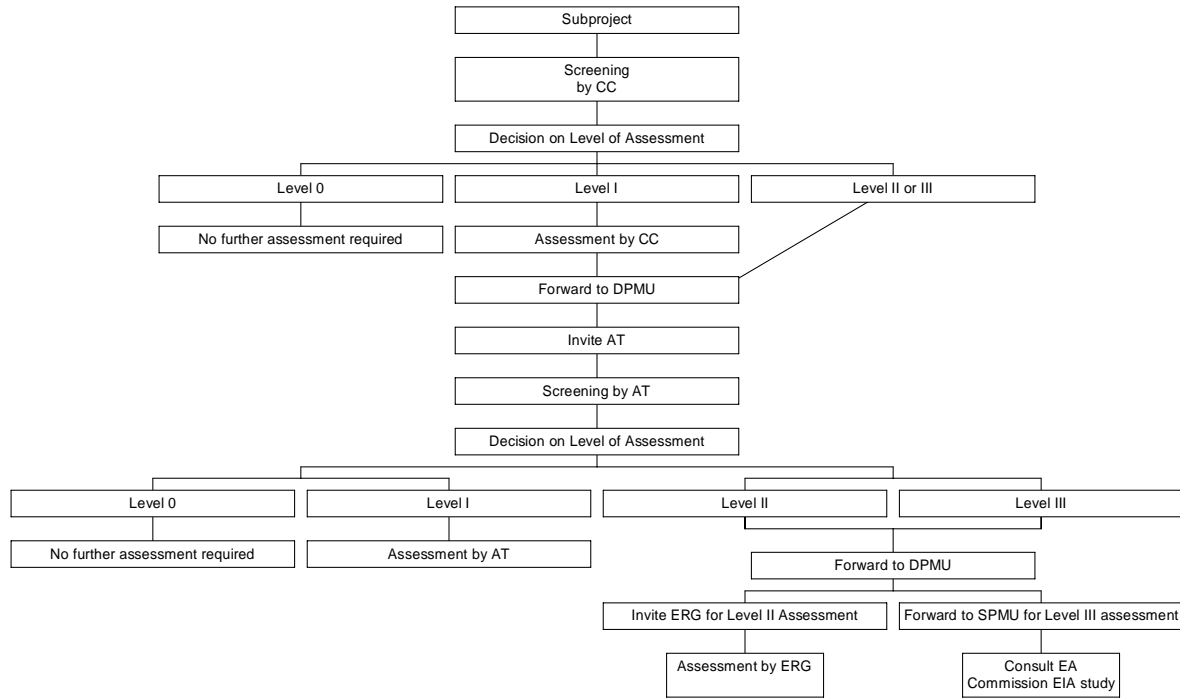 Subproject
Screening
by CC
Decision on Level of Assessment
Level 0
Level I
Level II or III
No further assessment required
Assessment by CC
Forward to DPMU
Invite AT
Screening by AT
Decision on Level of Assessment
Level 0
Level I
Level II
Level III
No further assessment required
Assessment by AT
Forward to DPMU
Invite ERG for Level II Assessment
Forward to SPMU for Level III assessment
Assessment by ERG
Consult EA
Commission EIA study